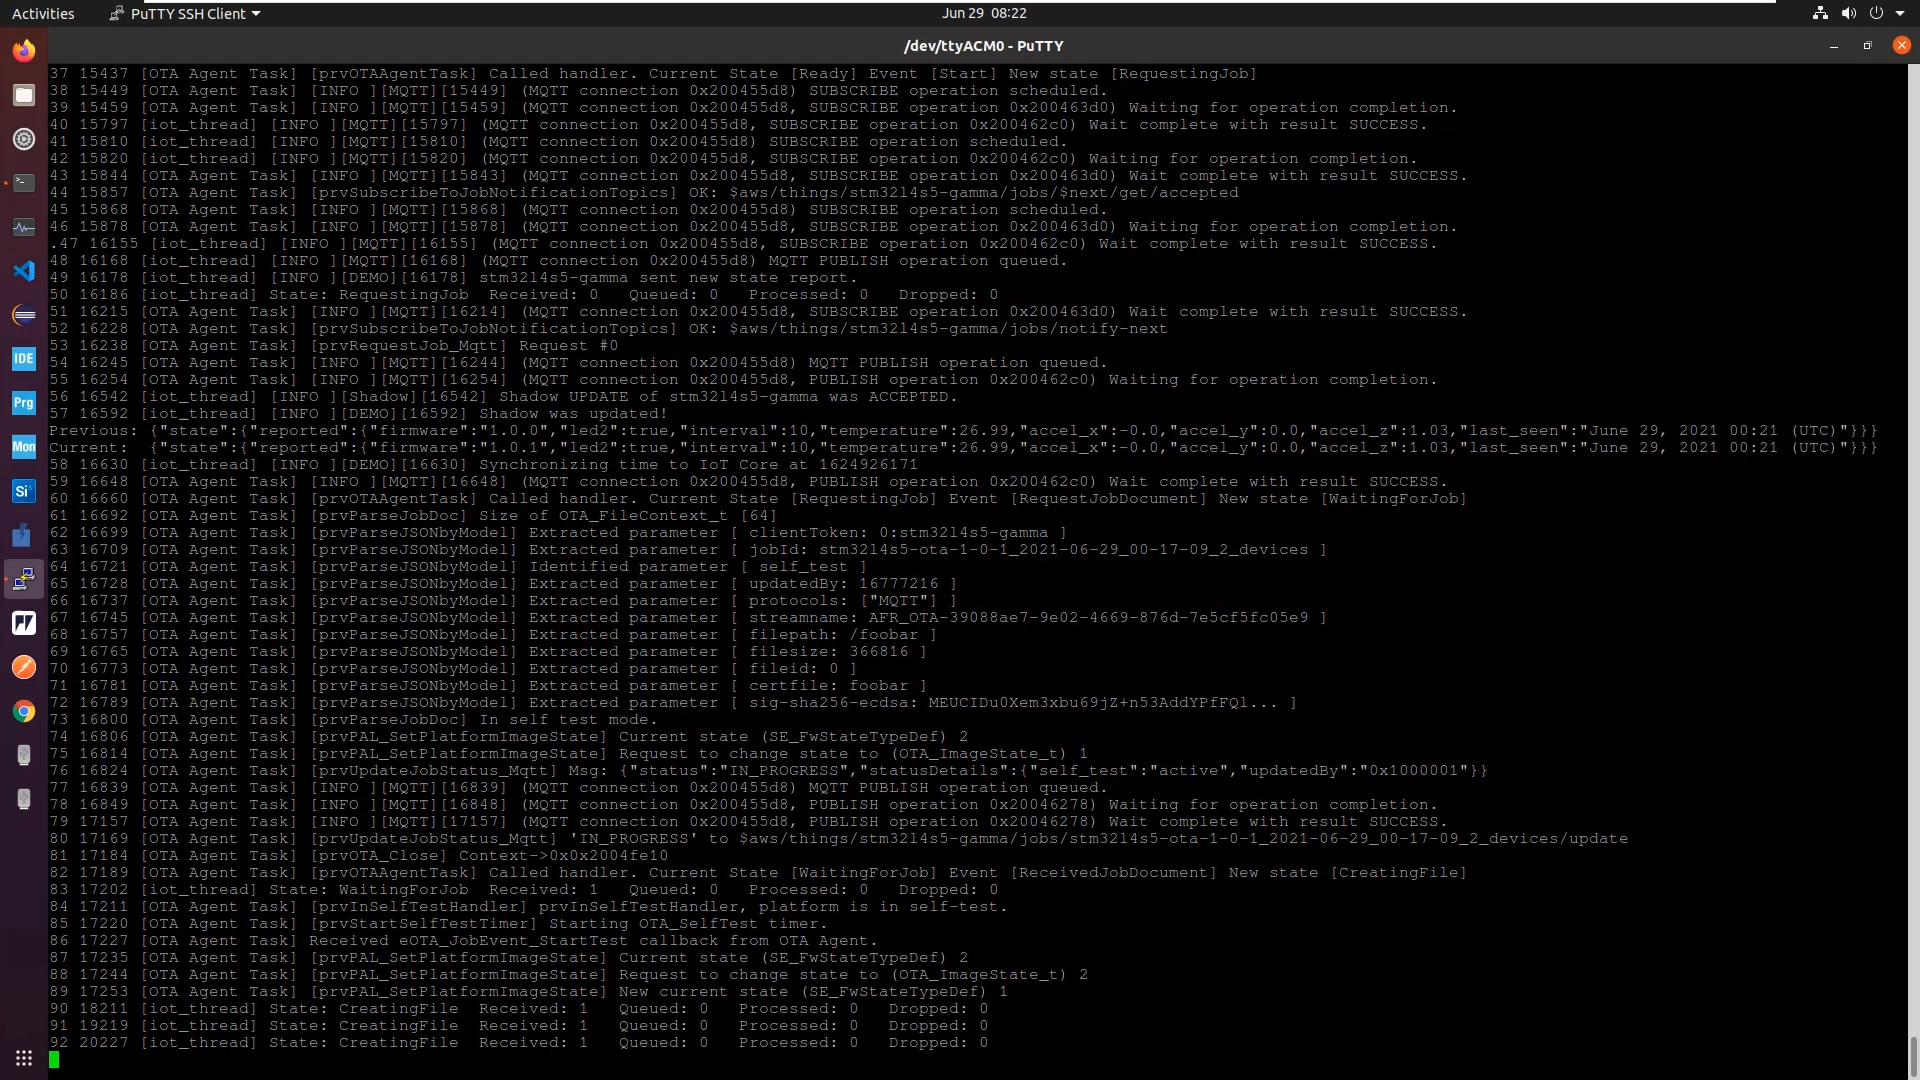 Activities PuTTY SSH Client Jun 29 08:22
/dev/ttyACM0 - PuTTY
37 15437 [OTA Agent Task] [prvOTAAgentTask] Called handler. Current State [Ready] Event [Start] New state [RequestingJob]
38 15449 [OTA Agent Task] [INFO ][MQTT][15449] (MQTT connection 0x200455d8) SUBSCRIBE operation scheduled.
39 15459 [OTA Agent Task] [INFO ][MQTT][15459] (MQTT connection 0x200455d8, SUBSCRIBE operation 0x200463d0) Waiting for operation completion.
40 15797 [iot_thread] [INFO ][MQTT][15797] (MQTT connection 0x200455d8, SUBSCRIBE operation 0x200462c0) Wait complete with result SUCCESS.
41 15810 [iot_thread] [INFO ][MQTT][15810] (MQTT connection 0x200455d8) SUBSCRIBE operation scheduled.
42 15820 [iot_thread] [INFO ][MQTT][15820] (MQTT connection 0x200455d8, SUBSCRIBE operation 0x200462c0) Waiting for operation completion.
43 15844 [OTA Agent Task] [INFO ][MQTT][15843] (MQTT connection 0x200455d8, SUBSCRIBE operation 0x200463d0) Wait complete with result SUCCESS.
44 15857 [OTA Agent Task] [prvSubscribeToJobNotificationTopics] OK: $aws/things/stm32l4s5-gamma/jobs/$next/get/accepted
45 15868 [OTA Agent Task] [INFO ][MQTT][15868] (MQTT connection 0x200455d8) SUBSCRIBE operation scheduled.
46 15878 [OTA Agent Task] [INFO ][MQTT][15878] (MQTT connection 0x200455d8, SUBSCRIBE operation 0x200463d0) Waiting for operation completion.
.47 16155 [iot_thread] [INFO ][MQTT][16155] (MQTT connection 0x200455d8, SUBSCRIBE operation 0x200462c0) Wait complete with result SUCCESS.
48 16168 [iot_thread] [INFO ][MQTT][16168] (MQTT connection 0x200455d8) MQTT PUBLISH operation queued.
49 16178 [iot_thread] [INFO ][DEMO][16178] stm32l4s5-gamma sent new state report.
50 16186 [iot_thread] State: RequestingJob  Received: 0   Queued: 0   Processed: 0   Dropped: 0
51 16215 [OTA Agent Task] [INFO ][MQTT][16214] (MQTT connection 0x200455d8, SUBSCRIBE operation 0x200463d0) Wait complete with result SUCCESS.
52 16228 [OTA Agent Task] [prvSubscribeToJobNotificationTopics] OK: $aws/things/stm32l4s5-gamma/jobs/notify-next
53 16238 [OTA Agent Task] [prvRequestJob_Mqtt] Request #0
54 16245 [OTA Agent Task] [INFO ][MQTT][16244] (MQTT connection 0x200455d8) MQTT PUBLISH operation queued.
55 16254 [OTA Agent Task] [INFO ][MQTT][16254] (MQTT connection 0x200455d8, PUBLISH operation 0x200462c0) Waiting for operation completion.
56 16542 [iot_thread] [INFO ][Shadow][16542] Shadow UPDATE of stm32l4s5-gamma was ACCEPTED.
57 16592 [iot_thread] [INFO ][DEMO][16592] Shadow was updated!
Previous: {"state":{"reported":{"firmware":"1.0.0","led2":true,"interval":10,"temperature":26.99,"accel_x":-0.0,"accel_y":0.0,"accel_z":1.03,"last_seen":"June 29, 2021 00:21 (UTC)"}}}
Current:  {"state":{"reported":{"firmware":"1.0.1","led2":true,"interval":10,"temperature":26.99,"accel_x":-0.0,"accel_y":0.0,"accel_z":1.03,"last_seen":"June 29, 2021 00:21 (UTC)"}}}
58 16630 [iot_thread] [INFO ][DEMO][16630] Synchronizing time to IoT Core at 1624926171
59 16648 [OTA Agent Task] [INFO ][MQTT][16648] (MQTT connection 0x200455d8, PUBLISH operation 0x200462c0) Wait complete with result SUCCESS.
60 16660 [OTA Agent Task] [prvOTAAgentTask] Called handler. Current State [RequestingJob] Event [RequestJobDocument] New state [WaitingForJob]
61 16692 [OTA Agent Task] [prvParseJobDoc] Size of OTA_FileContext_t [64]
62 16699 [OTA Agent Task] [prvParseJSONbyModel] Extracted parameter [ clientToken: 0:stm32l4s5-gamma ]
63 16709 [OTA Agent Task] [prvParseJSONbyModel] Extracted parameter [ jobId: stm32l4s5-ota-1-0-1_2021-06-29_00-17-09_2_devices ]
64 16721 [OTA Agent Task] [prvParseJSONbyModel] Identified parameter [ self_test ]
65 16728 [OTA Agent Task] [prvParseJSONbyModel] Extracted parameter [ updatedBy: 16777216 ]
66 16737 [OTA Agent Task] [prvParseJSONbyModel] Extracted parameter [ protocols: ["MQTT"] ]
67 16745 [OTA Agent Task] [prvParseJSONbyModel] Extracted parameter [ streamname: AFR_OTA-39088ae7-9e02-4669-876d-7e5cf5fc05e9 ]
68 16757 [OTA Agent Task] [prvParseJSONbyModel] Extracted parameter [ filepath: /foobar ]
69 16765 [OTA Agent Task] [prvParseJSONbyModel] Extracted parameter [ filesize: 366816 ]
70 16773 [OTA Agent Task] [prvParseJSONbyModel] Extracted parameter [ fileid: 0 ]
71 16781 [OTA Agent Task] [prvParseJSONbyModel] Extracted parameter [ certfile: foobar ]
72 16789 [OTA Agent Task] [prvParseJSONbyModel] Extracted parameter [ sig-sha256-ecdsa: MEUCIDu0Xem3xbu69jZ+n53AddYPfFQl... ]
73 16800 [OTA Agent Task] [prvParseJobDoc] In self test mode.
74 16806 [OTA Agent Task] [prvPAL_SetPlatformImageState] Current state (SE_FwStateTypeDef) 2
75 16814 [OTA Agent Task] [prvPAL_SetPlatformImageState] Request to change state to (OTA_ImageState_t) 1
76 16824 [OTA Agent Task] [prvUpdateJobStatus_Mqtt] Msg: {"status":"IN_PROGRESS","statusDetails":{"self_test":"active","updatedBy":"0x1000001"}}
77 16839 [OTA Agent Task] [INFO ][MQTT][16839] (MQTT connection 0x200455d8) MQTT PUBLISH operation queued.
78 16849 [OTA Agent Task] [INFO ][MQTT][16848] (MQTT connection 0x200455d8, PUBLISH operation 0x20046278) Waiting for operation completion.
79 17157 [OTA Agent Task] [INFO ][MQTT][17157] (MQTT connection 0x200455d8, PUBLISH operation 0x20046278) Wait complete with result SUCCESS.
80 17169 [OTA Agent Task] [prvUpdateJobStatus_Mqtt] 'IN_PROGRESS' to $aws/things/stm32l4s5-gamma/jobs/stm32l4s5-ota-1-0-1_2021-06-29_00-17-09_2_devices/update
81 17184 [OTA Agent Task] [prvOTA_Close] Context->0x0x2004fe10
82 17189 [OTA Agent Task] [prvOTAAgentTask] Called handler. Current State [WaitingForJob] Event [ReceivedJobDocument] New state [CreatingFile]
83 17202 [iot_thread] State: WaitingForJob  Received: 1   Queued: 0   Processed: 0   Dropped: 0
84 17211 [OTA Agent Task] [prvInSelfTestHandler] prvInSelfTestHandler, platform is in self-test.
85 17220 [OTA Agent Task] [prvStartSelfTestTimer] Starting OTA_SelfTest timer.
86 17227 [OTA Agent Task] Received eOTA_JobEvent_StartTest callback from OTA Agent.
87 17235 [OTA Agent Task] [prvPAL_SetPlatformImageState] Current state (SE_FwStateTypeDef) 2
88 17244 [OTA Agent Task] [prvPAL_SetPlatformImageState] Request to change state to (OTA_ImageState_t) 2
89 17253 [OTA Agent Task] [prvPAL_SetPlatformImageState] New current state (SE_FwStateTypeDef) 1
90 18211 [iot_thread] State: CreatingFile  Received: 1   Queued: 0   Processed: 0   Dropped: 0
91 19219 [iot_thread] State: CreatingFile  Received: 1   Queued: 0   Processed: 0   Dropped: 0
92 20227 [iot_thread] State: CreatingFile  Received: 1   Queued: 0   Processed: 0   Dropped: 0
IDE
Prg
Mon
Si